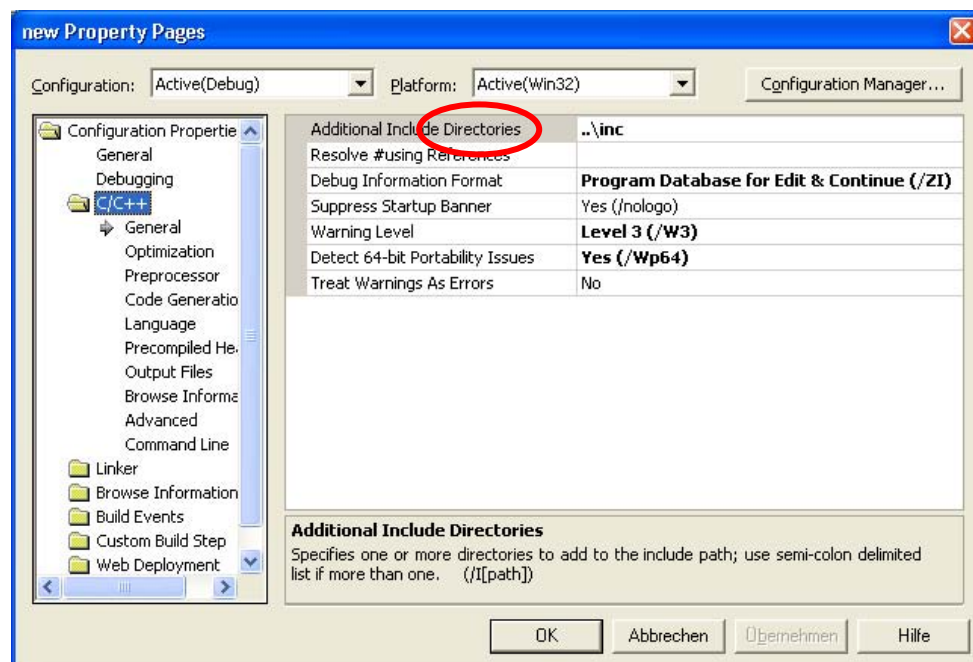 new Property Pages
Configuration: Active(Debug) Platform: Active(Win32) Configuration Manager...
Configuration Propertie
General
Debugging
C/C++
General
Optimization
Preprocessor
Code Generatio
Language
Precompiled He
Output Files
Browse Informa
Advanced
Command Line
Linker
Browse Information
Build Events
Custom Build Step
Web Deployment
Additional Include Directories ..\inc
Resolve #using References
Debug Information Format Program Database for Edit & Continue (/ZI)
Suppress Startup Banner Yes (/nologo)
Warning Level Level 3 (/W3)
Detect 64-bit Portability Issues Yes (/Wp64)
Treat Warnings As Errors No
Additional Include Directories
Specifies one or more directories to add to the include path; use semi-colon delimited
list if more than one. (/I[path])
OK Abbrechen Übernehmen Hilfe